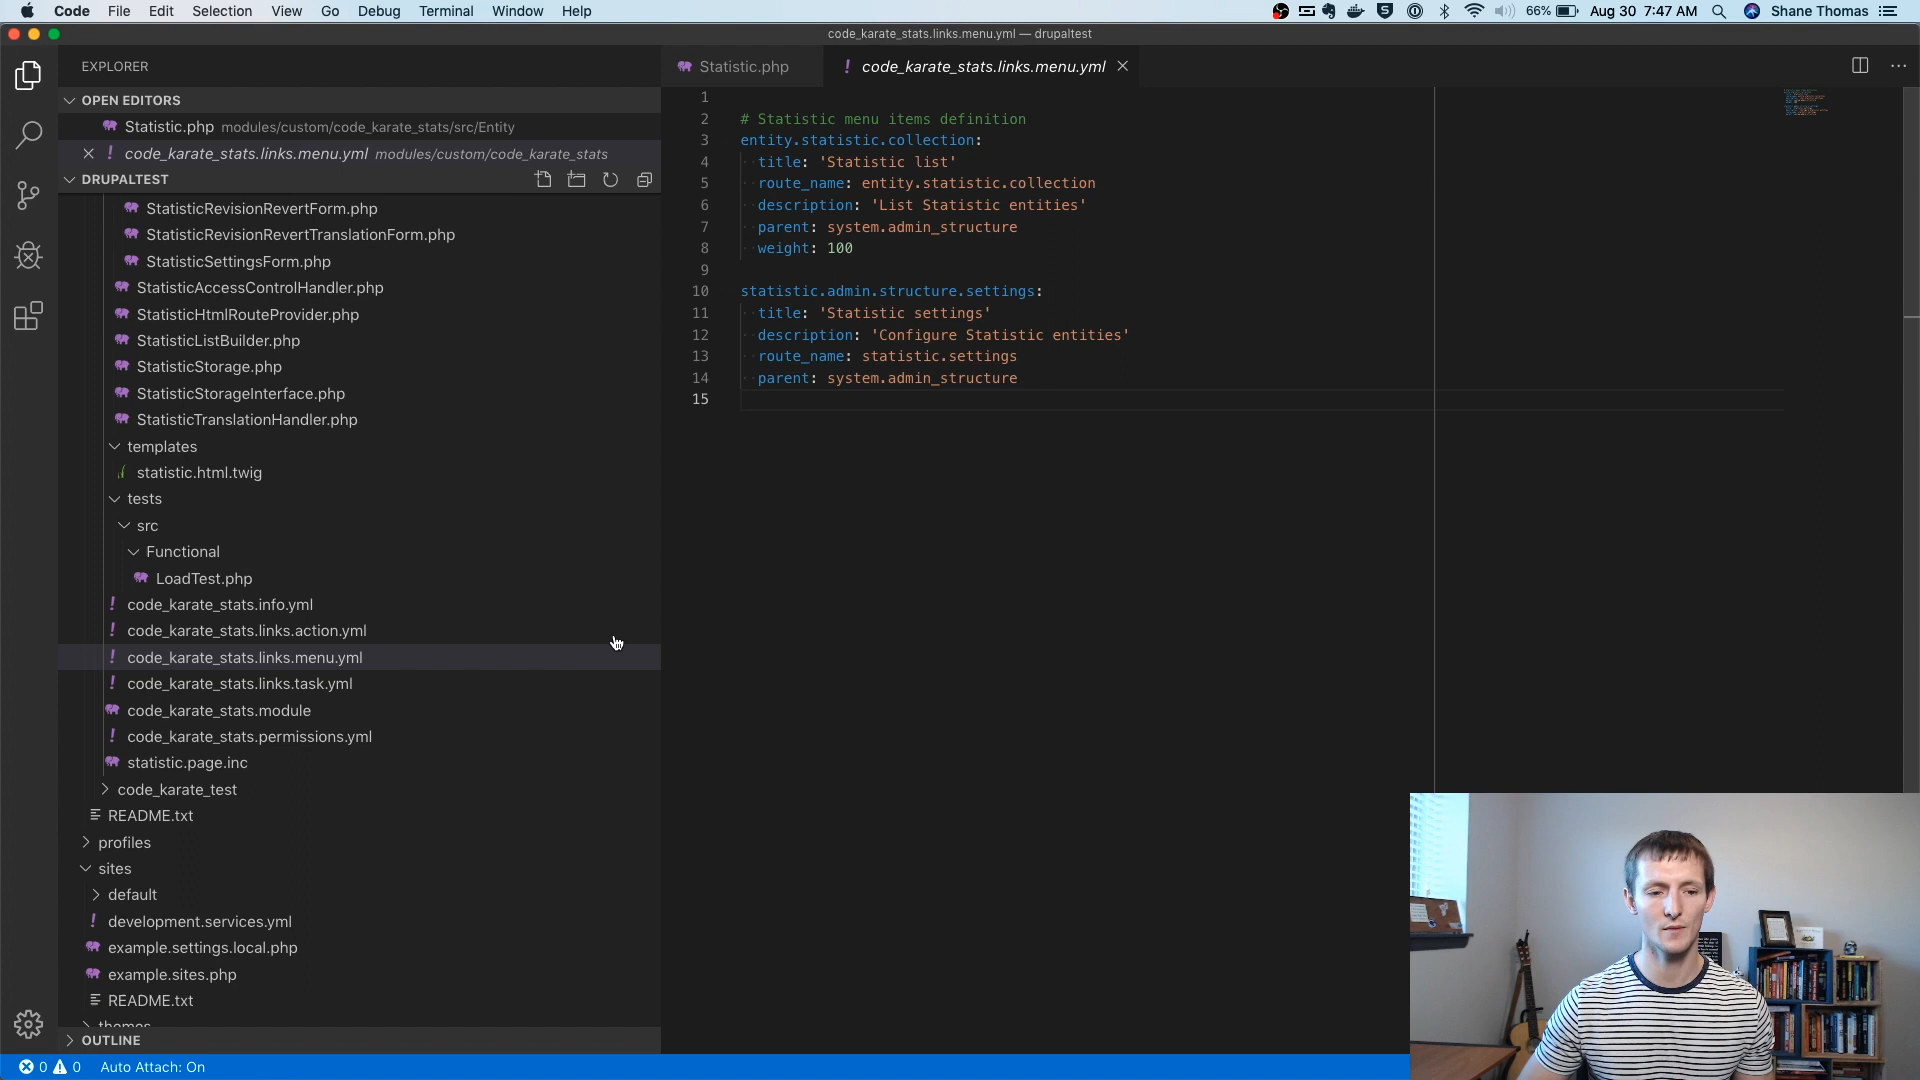 Code File Edit Selection View Go Debug Terminal Window Help 66% Aug 30 7:47 AM Shane Thomas
code_karate_stats.links.menu.yml — drupaltest
EXPLORER
OPEN EDITORS
Statistic.php modules/custom/code_karate_stats/src/Entity
code_karate_stats.links.menu.yml modules/custom/code_karate_stats
DRUPALTEST
StatisticRevisionRevertForm.php
StatisticRevisionRevertTranslationForm.php
StatisticSettingsForm.php
StatisticAccessControlHandler.php
StatisticHtmlRouteProvider.php
StatisticListBuilder.php
StatisticStorage.php
StatisticStorageInterface.php
StatisticTranslationHandler.php
templates
statistic.html.twig
tests
src
Functional
LoadTest.php
code_karate_stats.info.yml
code_karate_stats.links.action.yml
code_karate_stats.links.menu.yml
code_karate_stats.links.task.yml
code_karate_stats.module
code_karate_stats.permissions.yml
statistic.page.inc
code_karate_test
README.txt
profiles
sites
default
development.services.yml
example.settings.local.php
example.sites.php
README.txt
themes
OUTLINE
Statistic.php code_karate_stats.links.menu.yml
1
2 # Statistic menu items definition
3 entity.statistic.collection:
4 title: 'Statistic list'
5 route_name: entity.statistic.collection
6 description: 'List Statistic entities'
7 parent: system.admin_structure
8 weight: 100
9
10 statistic.admin.structure.settings:
11 title: 'Statistic settings'
12 description: 'Configure Statistic entities'
13 route_name: statistic.settings
14 parent: system.admin_structure
15
0 0 Auto Attach: On